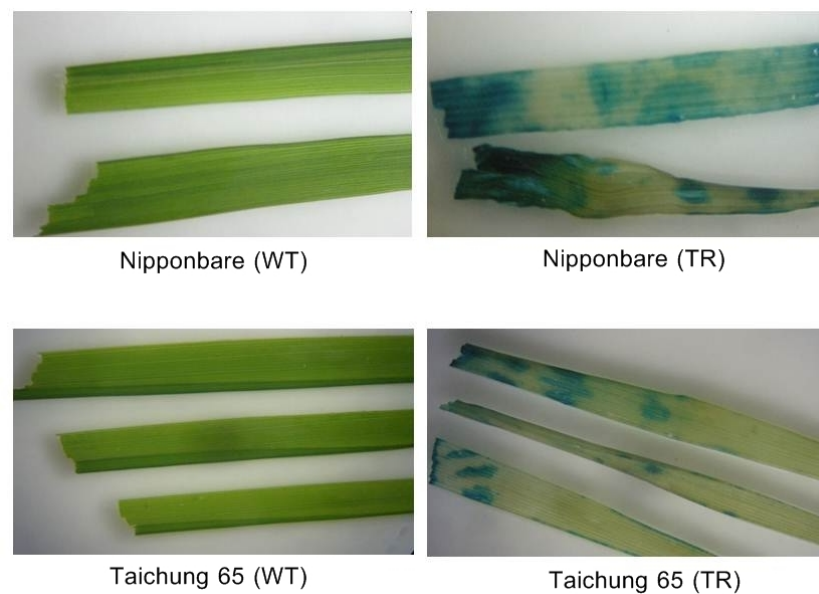 Nipponbare (WT)
Nipponbare (TR)
Taichung 65 (WT)
Taichung 65 (TR)